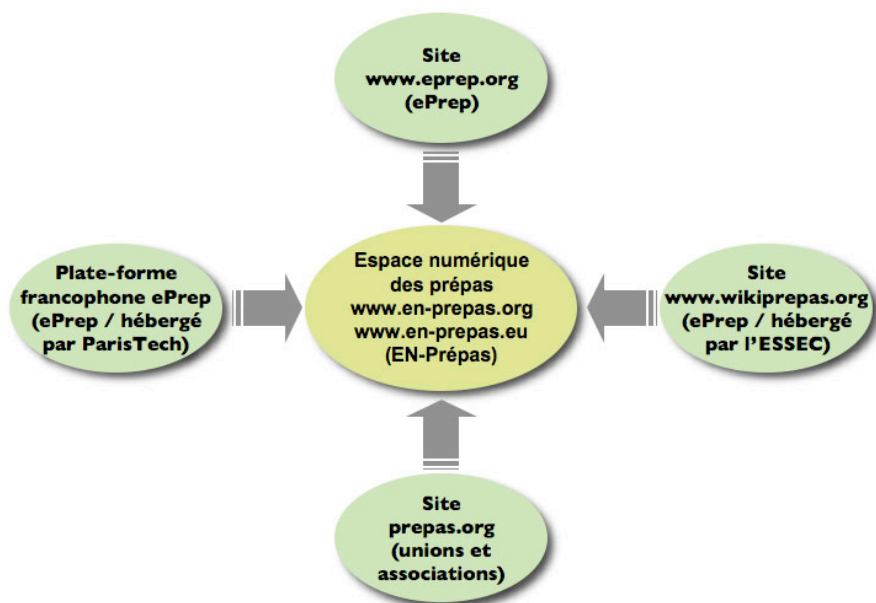 Site
www.eprep.org
(ePrep)
Plate-forme
francophone ePrep
(ePrep / hébergé
par ParisTech)
Espace numérique
des prépas
www.en-prepas.org
www.en-prepas.eu
(EN-Prépas)
Site
www.wikiprepas.org
(ePrep / hébergé
par l'ESSEC)
Site
prepas.org
(unions et
associations)